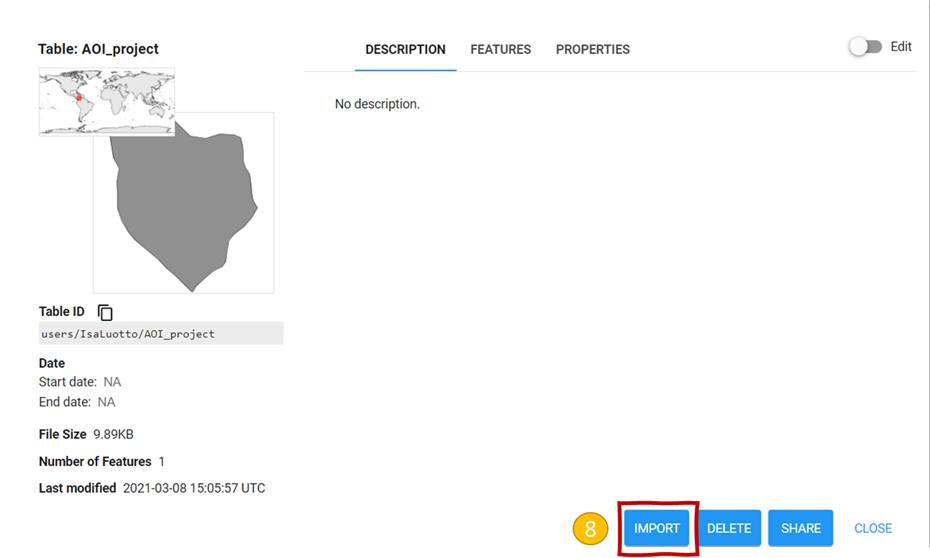 Table: AOI_project
DESCRIPTION FEATURES PROPERTIES
Edit
No description.
Table ID
users/IsaLuotto/AOI_project
Date
Start date: NA
End date: NA
File Size 9.89KB
Number of Features 1
Last modified 2021-03-08 15:05:57 UTC
8 IMPORT DELETE SHARE CLOSE